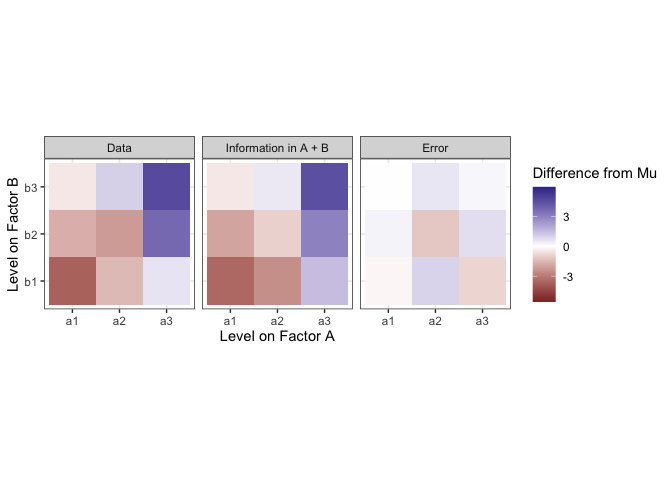 Data
Information in A + B
Error
Level on Factor B
b3
b2
b1
a1
a2
a3
a1
a2
a3
a1
a2
a3
Level on Factor A
Difference from Mu
3
0
-3